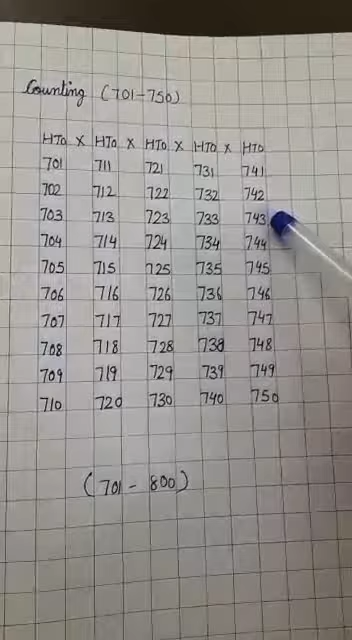 Counting (701-750)
HTO × HTO × HTO × HTO × HTO
701 711 721 731 741
702 712 722 732 742
703 713 723 733 743
704 714 724 734 744
705 715 725 735 745
706 716 726 736 746
707 717 727 737 747
708 718 728 738 748
709 719 729 739 749
710 720 730 740 750
(701 - 800)